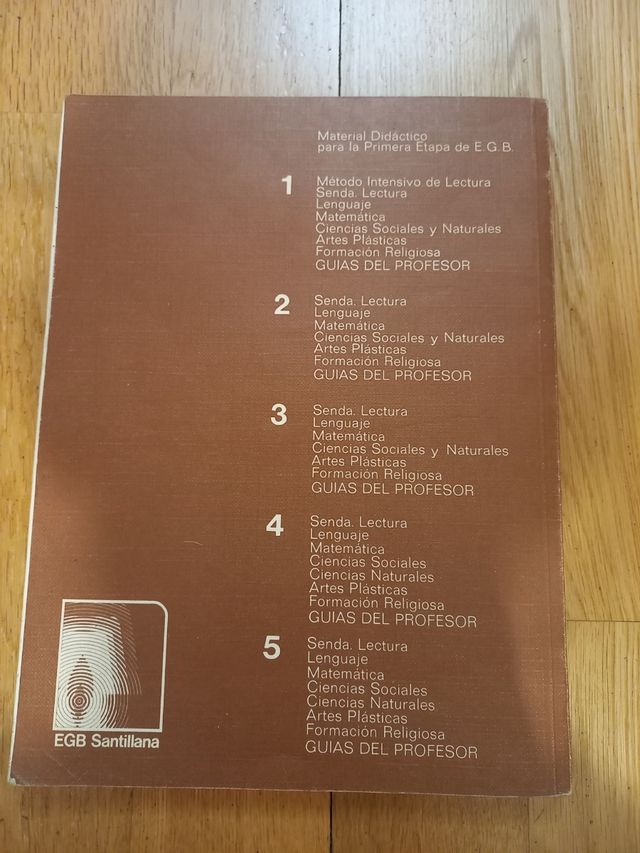 Material Didáctico
para la Primera Etapa de E.G.B.
1 Método Intensivo de Lectura
Senda. Lectura
Lenguaje
Matemática
Ciencias Sociales y Naturales
Artes Plásticas
Formación Religiosa
GUIAS DEL PROFESOR
2 Senda. Lectura
Lenguaje
Matemática
Ciencias Sociales y Naturales
Artes Plásticas
Formación Religiosa
GUIAS DEL PROFESOR
3 Senda. Lectura
Lenguaje
Matemática
Ciencias Sociales y Naturales
Artes Plásticas
Formación Religiosa
GUIAS DEL PROFESOR
4 Senda. Lectura
Lenguaje
Matemática
Ciencias Sociales
Ciencias Naturales
Artes Plásticas
Formación Religiosa
GUIAS DEL PROFESOR
5 Senda. Lectura
Lenguaje
Matemática
Ciencias Sociales
Ciencias Naturales
Artes Plásticas
Formación Religiosa
GUIAS DEL PROFESOR
EGB Santillana